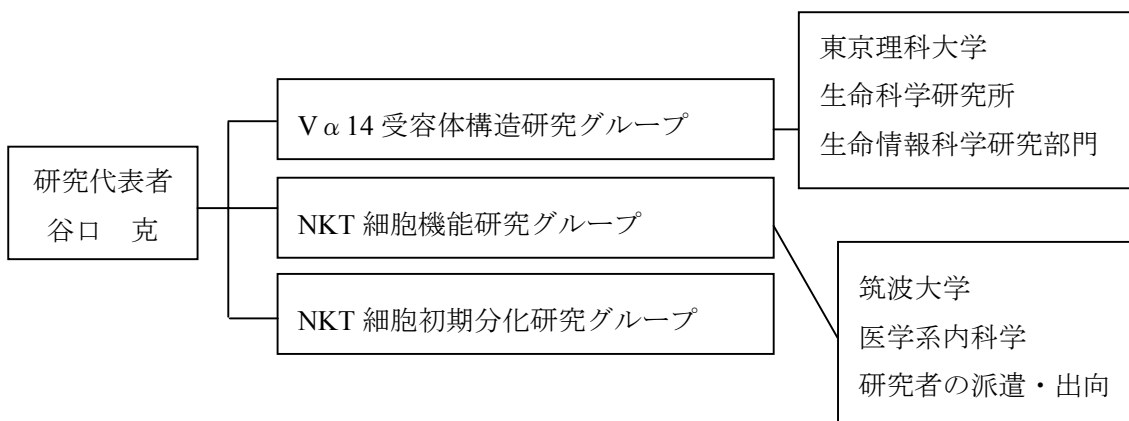 研究代表者
谷口　克
Vα14 受容体構造研究グループ
NKT 細胞機能研究グループ
NKT 細胞初期分化研究グループ
東京理科大学
生命科学研究所
生命情報科学研究部門
筑波大学
医学系内科学
研究者の派遣・出向